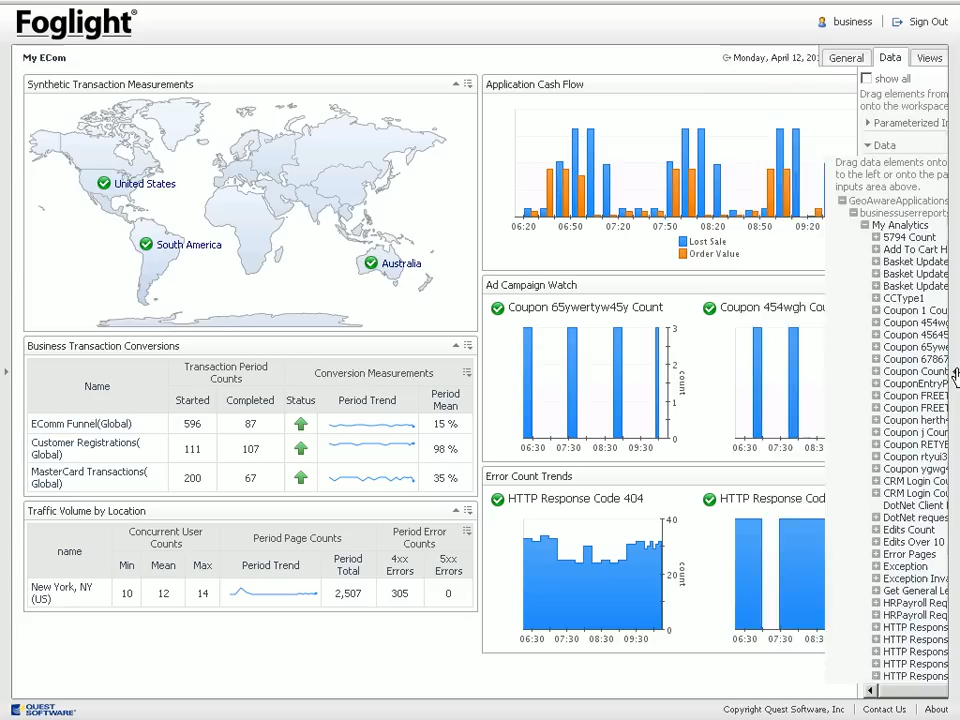 Foglight®
business
Sign Out
My ECom
Monday, April 12, 20
General
Data
Views
Synthetic Transaction Measurements
United States
South America
Australia
Business Transaction Conversions
Name
Transaction Period Counts
Conversion Measurements
Started
Completed
Status
Period Trend
Period Mean
EComm Funnel(Global)
596
87
15 %
Customer Registrations(
Global)
111
107
98 %
MasterCard Transactions(
Global)
200
67
35 %
Traffic Volume by Location
name
Concurrent User Counts
Period Page Counts
Period Error Counts
Min
Mean
Max
Period Trend
Period Total
4xx Errors
5xx Errors
New York, NY
(US)
10
12
14
2,507
305
0
Application Cash Flow
06:20
06:50
07:20
07:50
08:20
08:50
09:20
Lost Sale
Order Value
Ad Campaign Watch
Coupon 65ywertyw45y Count
3
2
1
0
count
06:30
07:30
08:30
09:30
Coupon 454wgh Cou
06:30
07:30
08:3
Error Count Trends
HTTP Response Code 404
40
20
0
count
06:30
07:30
08:30
09:30
HTTP Response Cod
06:30
07:30
08:3
show all
Drag elements from
onto the workspace
Parameterized In
Data
Drag data elements onto
to the left or onto the pa
inputs area above.
GeoAwareApplications
businessuserreport
My Analytics
5794 Count
Add To Cart H
Basket Update
Basket Update
Basket Update
CCType1
Coupon 1 Cou
Coupon 454wg
Coupon 45645
Coupon 65ywe
Coupon 67867
Coupon Count
CouponEntryP
Coupon FREET
Coupon FREET
Coupon herth4
Coupon j Coun
Coupon RETYE
Coupon rtyui3
Coupon ygwg4
CRM Login Cou
CRM Login Cou
DotNet Client
DotNet reques
Edits Count
Edits Over 10
Error Pages
Exception
Exception Inva
Get General Le
HRPayroll Req
HRPayroll Req
HTTP Respons
HTTP Respons
HTTP Respons
HTTP Respons
HTTP Respons
QUEST SOFTWARE®
Copyright Quest Software, Inc
Contact Us
About